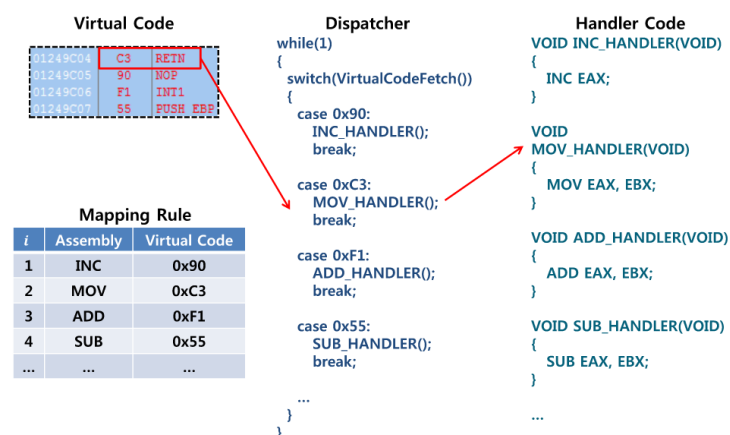 Virtual Code
01249C04 C3 RETN
01249C05 90 NOP
01249C06 F1 INT1
01249C07 55 PUSH EBP
Mapping Rule
i Assembly Virtual Code
1 INC 0x90
2 MOV 0xC3
3 ADD 0xF1
4 SUB 0x55
... ... ...
Dispatcher
while(1)
{
switch(VirtualCodeFetch())
{
case 0x90:
INC_HANDLER();
break;
case 0xC3:
MOV_HANDLER();
break;
case 0xF1:
ADD_HANDLER();
break;
case 0x55:
SUB_HANDLER();
break;
...
}
}
Handler Code
VOID INC_HANDLER(VOID)
{
INC EAX;
}
VOID
MOV_HANDLER(VOID)
{
MOV EAX, EBX;
}
VOID ADD_HANDLER(VOID)
{
ADD EAX, EBX;
}
VOID SUB_HANDLER(VOID)
{
SUB EAX, EBX;
}
...